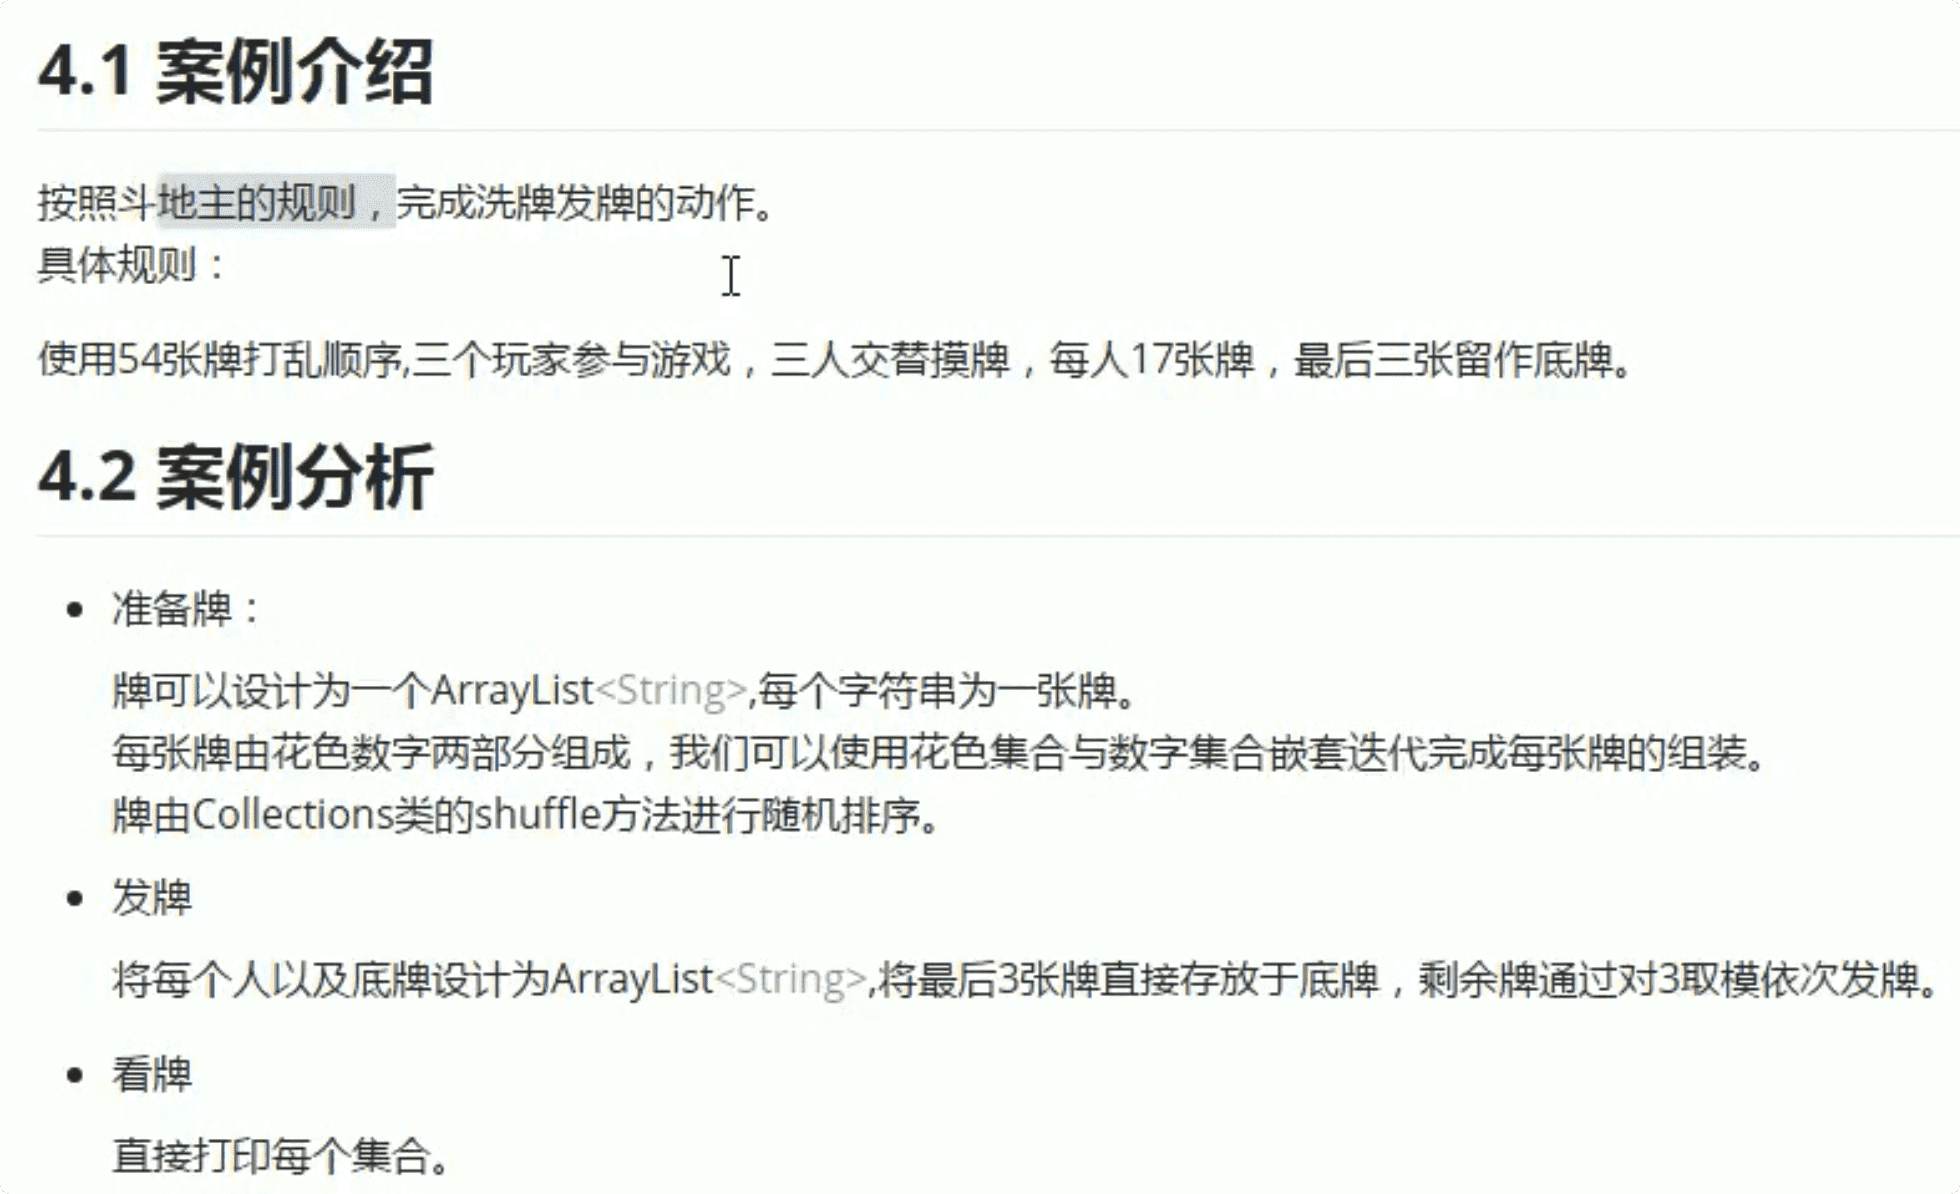 4.1 案例介绍
按照斗地主的规则，完成洗牌发牌的动作。
具体规则：
使用54张牌打乱顺序,三个玩家参与游戏，三人交替摸牌，每人17张牌，最后三张留作底牌。
4.2 案例分析
• 准备牌：
牌可以设计为一个ArrayList<String>,每个字符串为一张牌。
每张牌由花色数字两部分组成，我们可以使用花色集合与数字集合嵌套迭代完成每张牌的组装。
牌由Collections类的shuffle方法进行随机排序。
• 发牌
将每个人以及底牌设计为ArrayList<String>,将最后3张牌直接存放于底牌，剩余牌通过对3取模依次发牌。
• 看牌
直接打印每个集合。